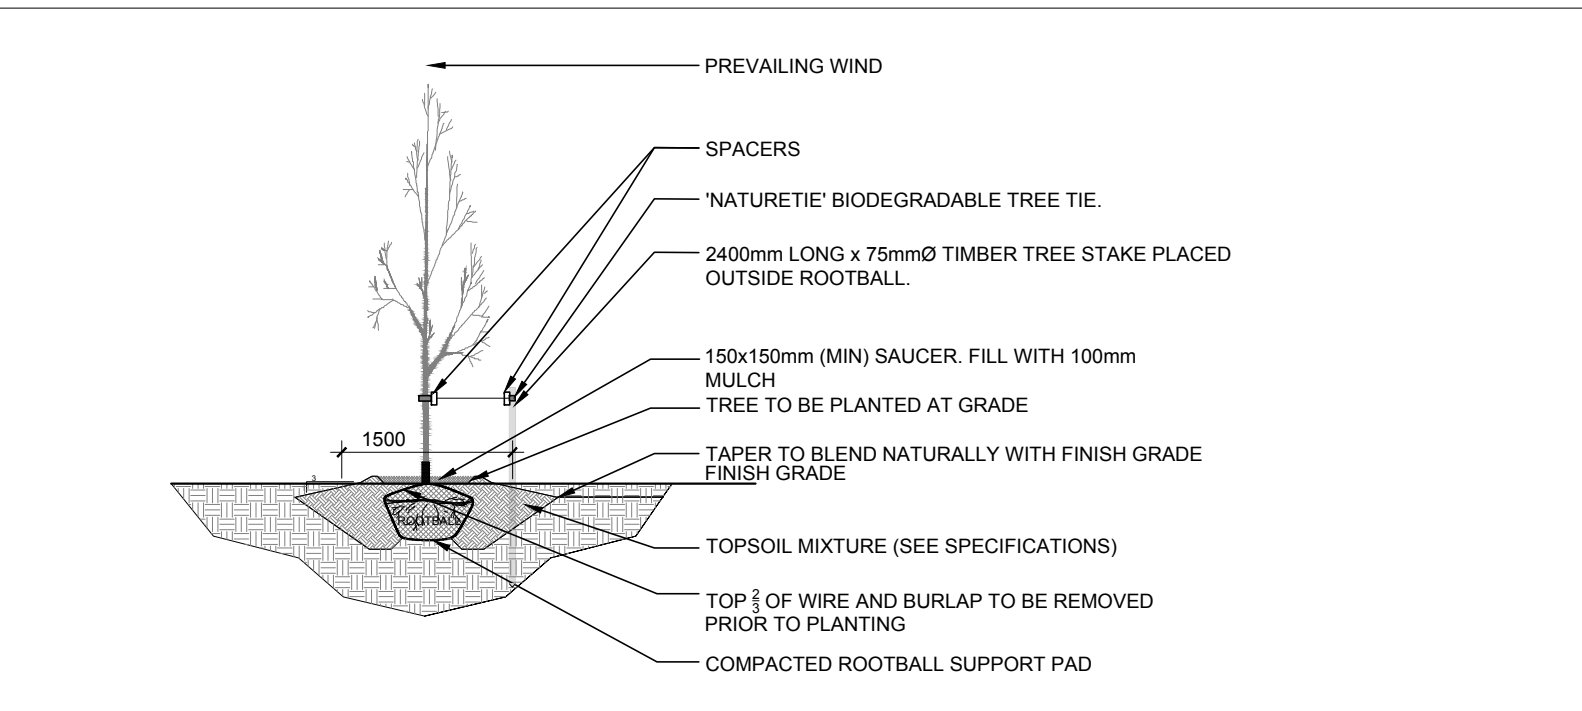 PREVAILING WIND
SPACERS
'NATURETIE' BIODEGRADABLE TREE TIE.
2400mm LONG x 75mmØ TIMBER TREE STAKE PLACED
OUTSIDE ROOTBALL.
150x150mm (MIN) SAUCER. FILL WITH 100mm
MULCH
TREE TO BE PLANTED AT GRADE
1500
TAPER TO BLEND NATURALLY WITH FINISH GRADE
FINISH GRADE
3
ROOTBALL
TOPSOIL MIXTURE (SEE SPECIFICATIONS)
TOP 2/3 OF WIRE AND BURLAP TO BE REMOVED
PRIOR TO PLANTING
COMPACTED ROOTBALL SUPPORT PAD